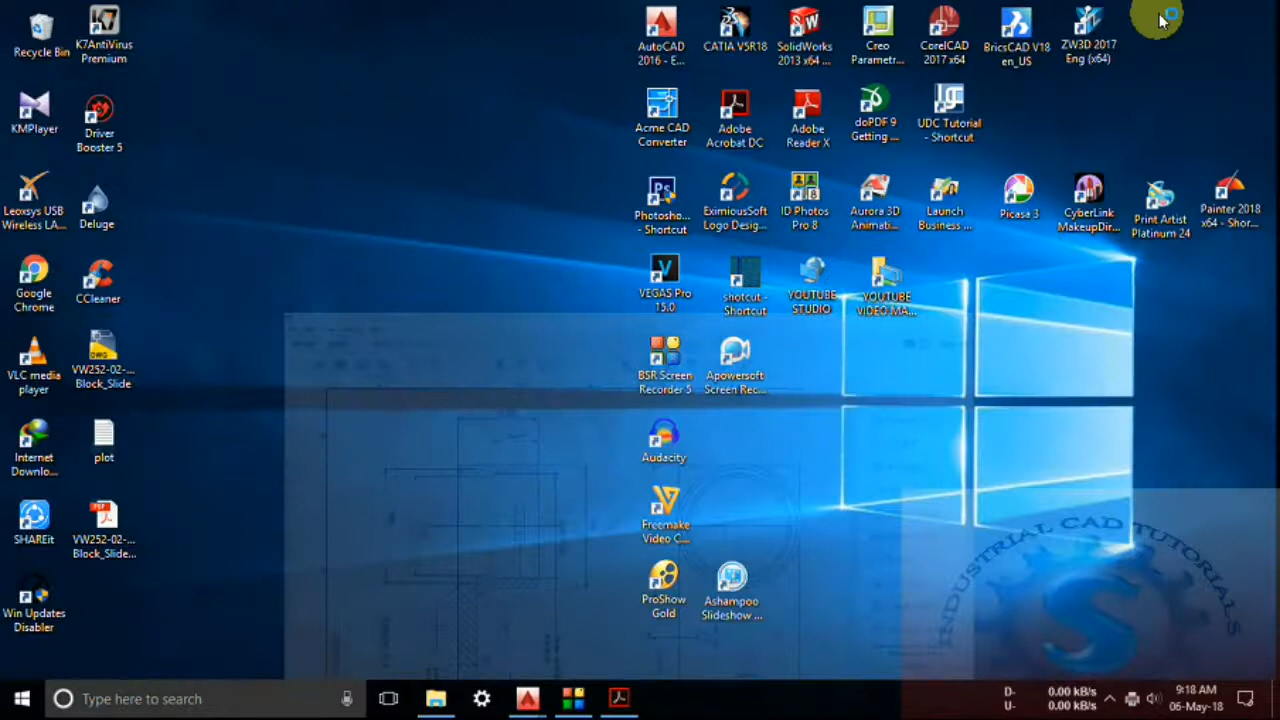 Recycle Bin
K7AntiVirus
Premium
AutoCAD
2016 - E...
CATIA V5R18
SolidWorks
2013 x64 ...
Creo
Parametr...
CorelCAD
2017 x64
BricsCAD V18
en_US
ZW3D 2017
Eng (x64)
KMPlayer
Driver
Booster 5
Acme CAD
Converter
Adobe
Acrobat DC
Adobe
Reader X
doPDF 9
Getting ...
UDC Tutorial
- Shortcut
Leoxsys USB
Wireless LA...
Deluge
Photosho...
- Shortcut
EximiousSoft
Logo Desig...
ID Photos
Pro 8
Aurora 3D
Animati...
Launch
Business ...
Picasa 3
CyberLink
MakeupDir...
Print Artist
Platinum 24
Painter 2018
x64 - Shor...
Google
Chrome
CCleaner
VEGAS Pro
15.0
shotcut -
Shortcut
YOUTUBE
STUDIO
YOUTUBE
VIDEO.MA...
VLC media
player
DWG
VW252-02-...
Block_Slide
BSR Screen
Recorder 5
Apowersoft
Screen Rec...
Internet
Downlo...
plot
Audacity
SHAREit
PDF
VW252-02-...
Block_Slide...
Freemake
Video C...
Win Updates
Disabler
ProShow
Gold
Ashampoo
Slideshow ...
INDUSTRIAL CAD TUTORIALS
S
Type here to search
D- 0.00 kB/s
U- 0.00 kB/s
9:18 AM
06-May-18